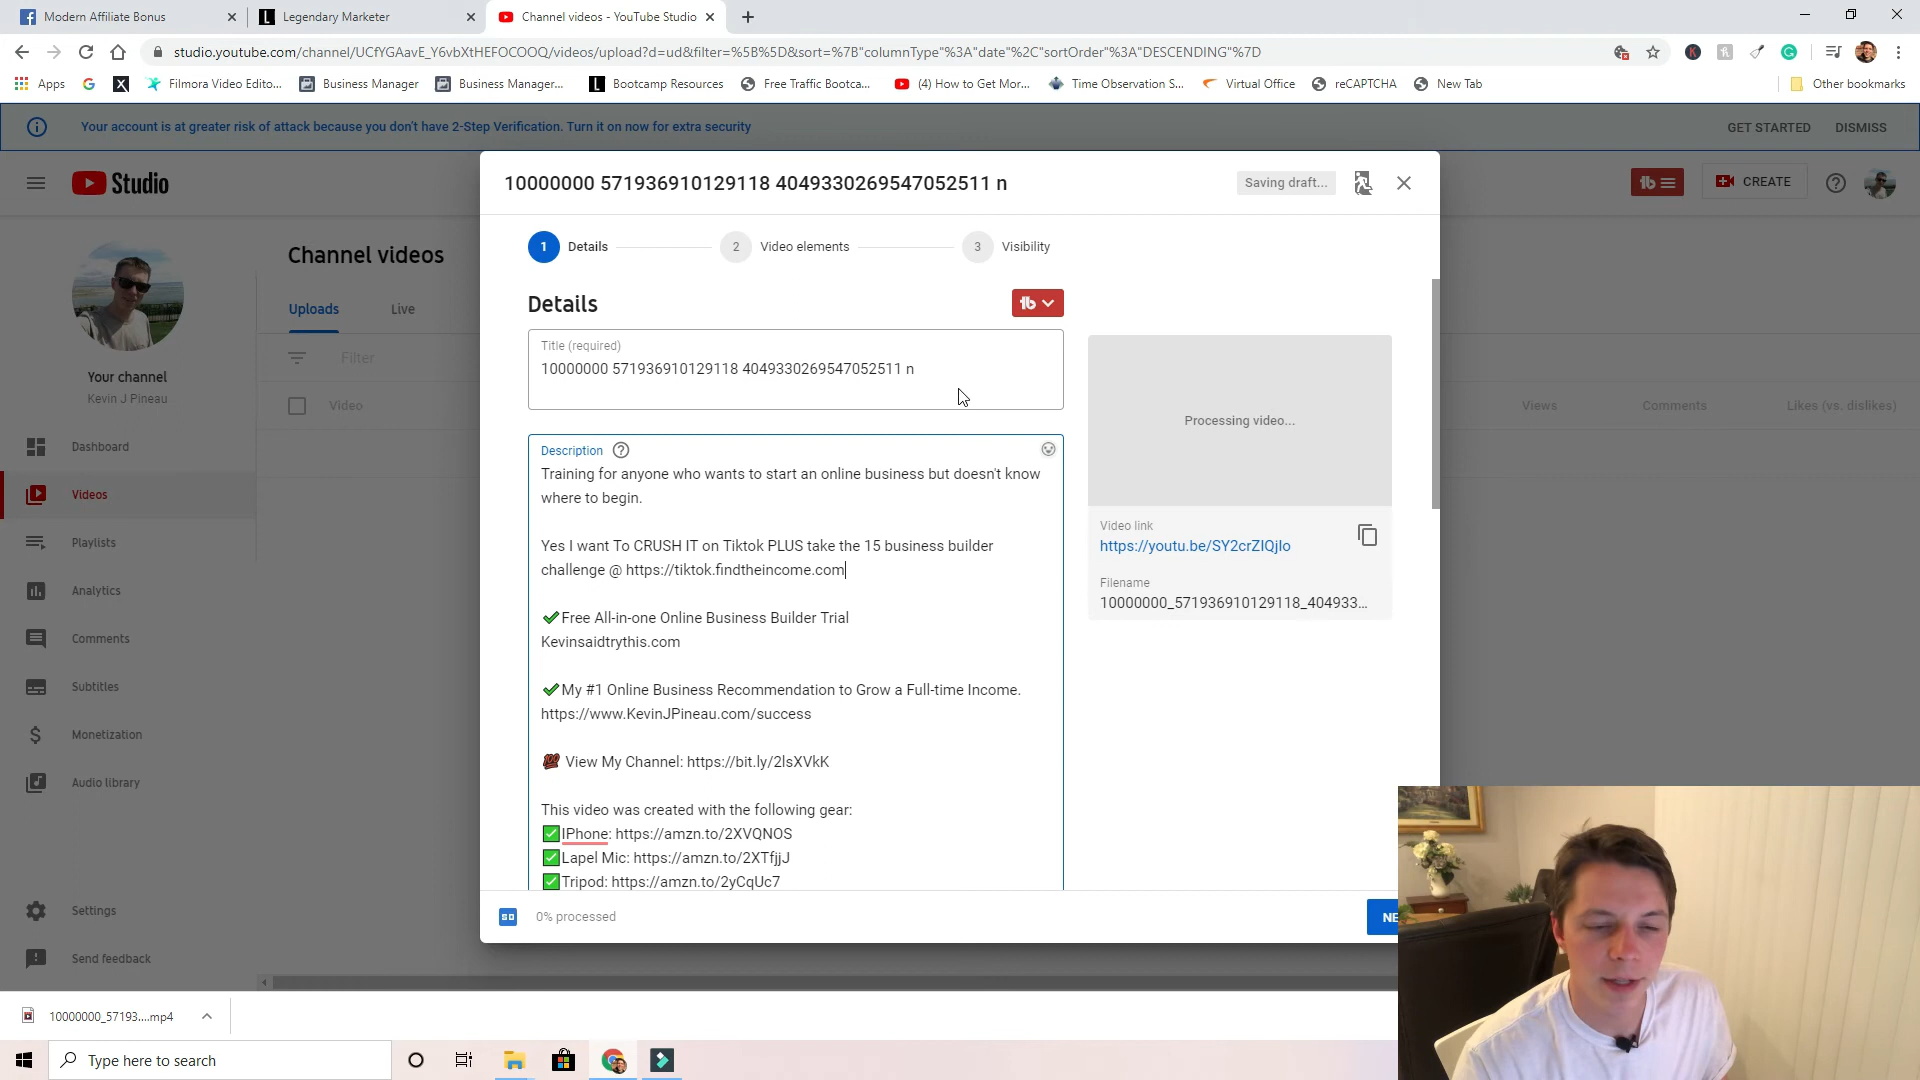 Modern Affiliate Bonus
Legendary Marketer
Channel videos - YouTube Studio
studio.youtube.com/channel/UCfYGAavE_Y6vbXtHEFOCOOQ/videos/upload?d=ud&filter=%5B%5D&sort=%7B"columnType"%3A"date"%2C"sortOrder"%3A"DESCENDING"%7D
Apps
Filmora Video Edito...
Business Manager
Business Manager...
Bootcamp Resources
Free Traffic Bootca...
(4) How to Get Mor...
Time Observation S...
Virtual Office
reCAPTCHA
New Tab
Other bookmarks
Your account is at greater risk of attack because you don't have 2-Step Verification. Turn it on now for extra security
GET STARTED
DISMISS
Studio
CREATE
10000000 571936910129118 4049330269547052511 n
Saving draft...
1 Details
2 Video elements
3 Visibility
Channel videos
Uploads
Live
Filter
Your channel
Kevin J Pineau
Video
Views
Comments
Likes (vs. dislikes)
Dashboard
Videos
Playlists
Analytics
Comments
Subtitles
Monetization
Audio library
Settings
Send feedback
Details
Title (required)
10000000 571936910129118 4049330269547052511 n
Description
Training for anyone who wants to start an online business but doesn't know
where to begin.
Yes I want To CRUSH IT on Tiktok PLUS take the 15 business builder
challenge @ https://tiktok.findtheincome.com
✔Free All-in-one Online Business Builder Trial
Kevinsaidtrythis.com
✔My #1 Online Business Recommendation to Grow a Full-time Income.
https://www.KevinJPineau.com/success
💯 View My Channel: https://bit.ly/2lsXVkK
This video was created with the following gear:
✅IPhone: https://amzn.to/2XVQNOS
✅Lapel Mic: https://amzn.to/2XTfjjJ
✅Tripod: https://amzn.to/2yCqUc7
Processing video...
Video link
https://youtu.be/SY2crZIQjIo
Filename
10000000_571936910129118_404933...
SD
0% processed
NE
10000000_57193....mp4
Type here to search